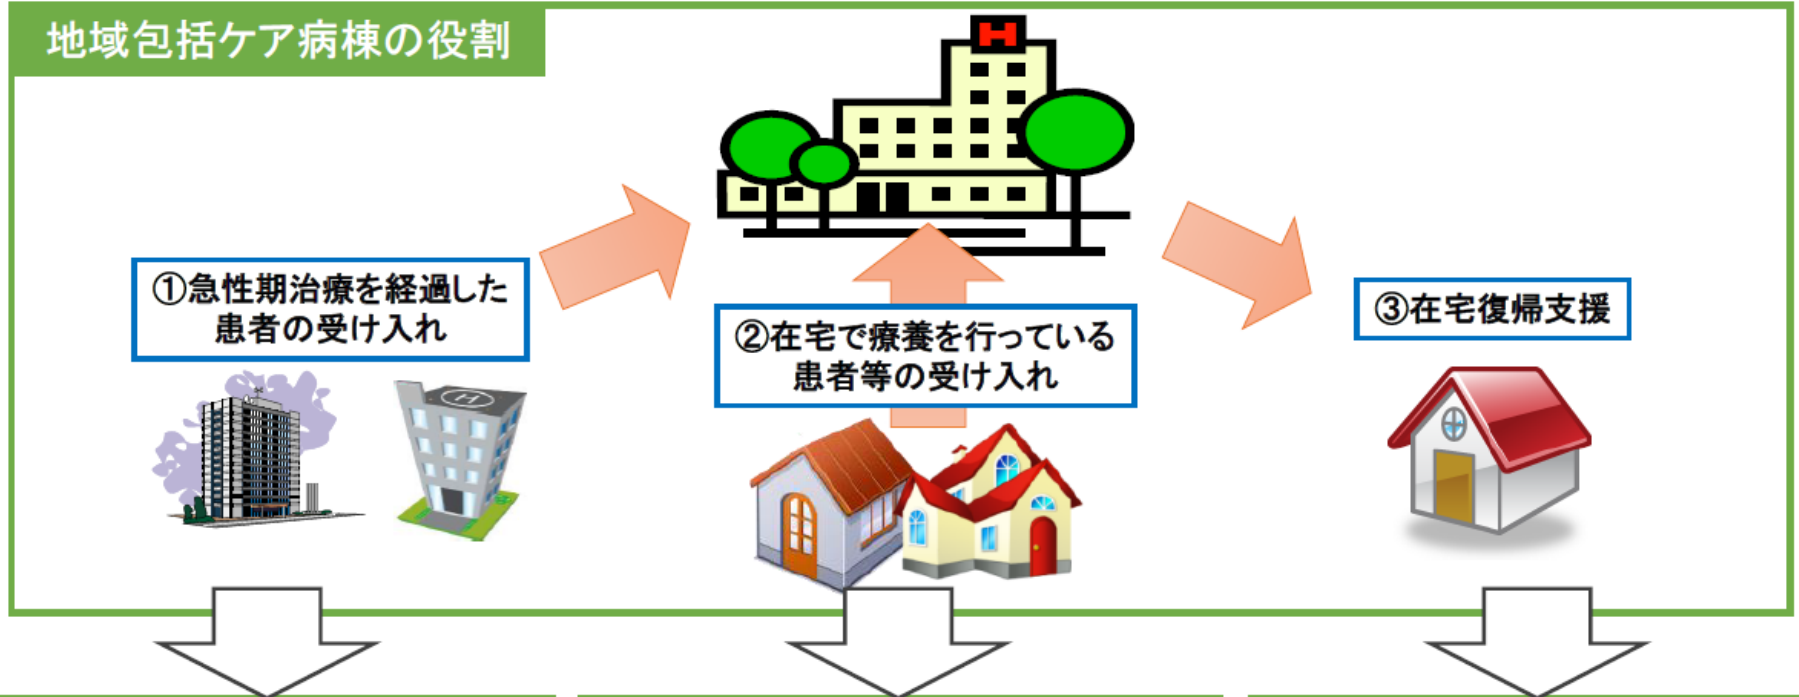 地域包括ケア病棟の役割
H
①急性期治療を経過した
患者の受け入れ
②在宅で療養を行っている
患者等の受け入れ
③在宅復帰支援
H